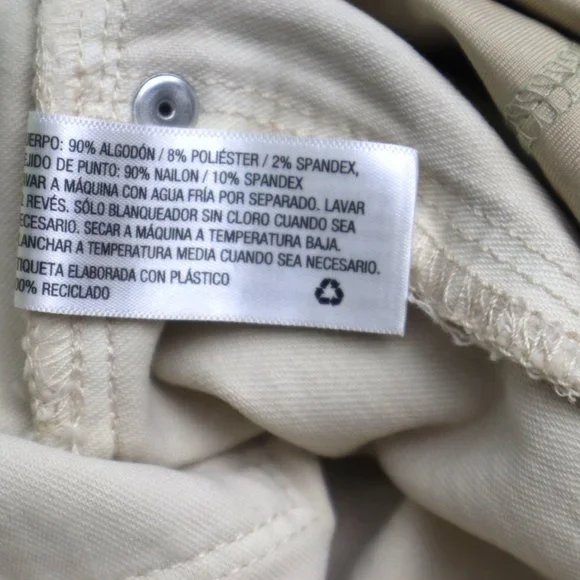 UERPO: 90% ALGODÓN / 8% POLIÉSTER / 2% SPANDEX,
EJIDO DE PUNTO: 90% NAILON / 10% SPANDEX
AVAR A MÁQUINA CON AGUA FRÍA POR SEPARADO. LAVAR
L REVÉS. SÓLO BLANQUEADOR SIN CLORO CUANDO SEA
ECESARIO. SECAR A MÁQUINA A TEMPERATURA BAJA.
LANCHAR A TEMPERATURA MEDIA CUANDO SEA NECESARIO.
TIQUETA ELABORADA CON PLÁSTICO
00% RECICLADO